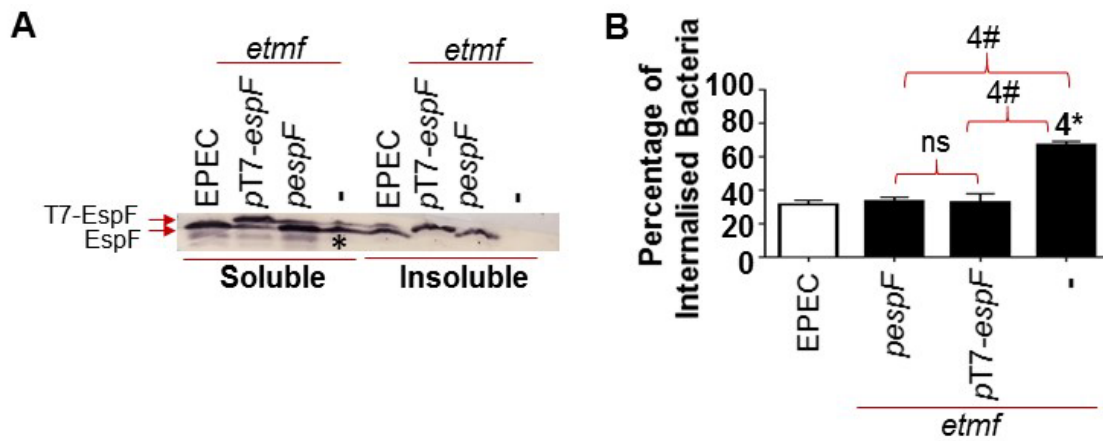 A
etmf
etmf
EPEC
pT7-espF
pespF
-
EPEC
pT7-espF
pespF
-
T7-EspF
EspF
*
Soluble
Insoluble
B
Percentage of
Internalised Bacteria
100
80
60
40
20
0
4#
4#
ns
4*
EPEC
pespF
pT7-espF
-
etmf